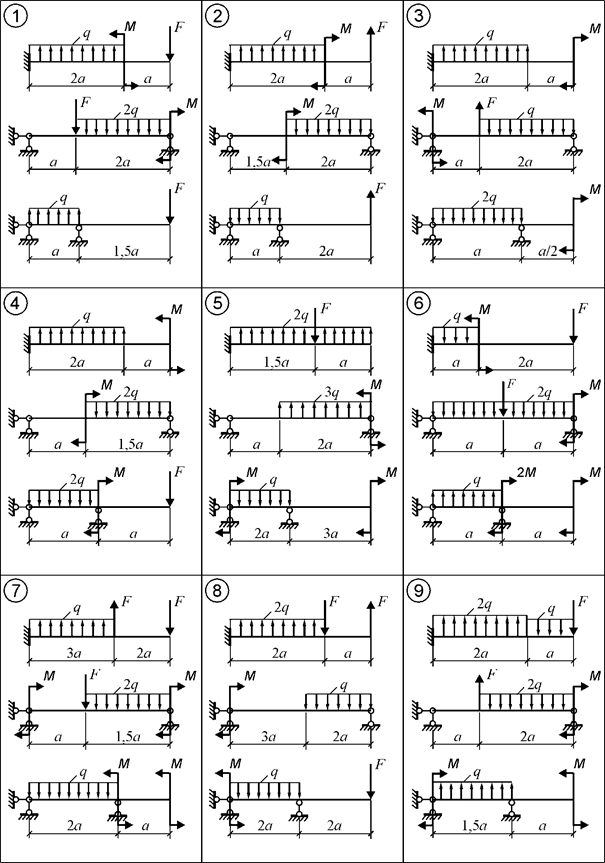 1 2 3
q M F q M F q M
2a a 2a a 2a a
F 2q M M 2q M F q M
a 2a 1,5a 2a a 2a
q F q F 2q M
a 1,5a a 2a a a/2
4 5 6
q M 2q F q M F
2a a 1,5a a a 2a
M 2q 3q M F 2q M
a 1,5a a 2a a a
2q M F M q M q 2M M
a a 2a 3a a a
7 8 9
q F F 2q F F 2q q F
3a 2a 2a a 2a a
M F 2q M M q F 2q M
a 1,5a 3a 2a a 2a
q M M M q F M q M
2a a 2a 2a 1,5a a